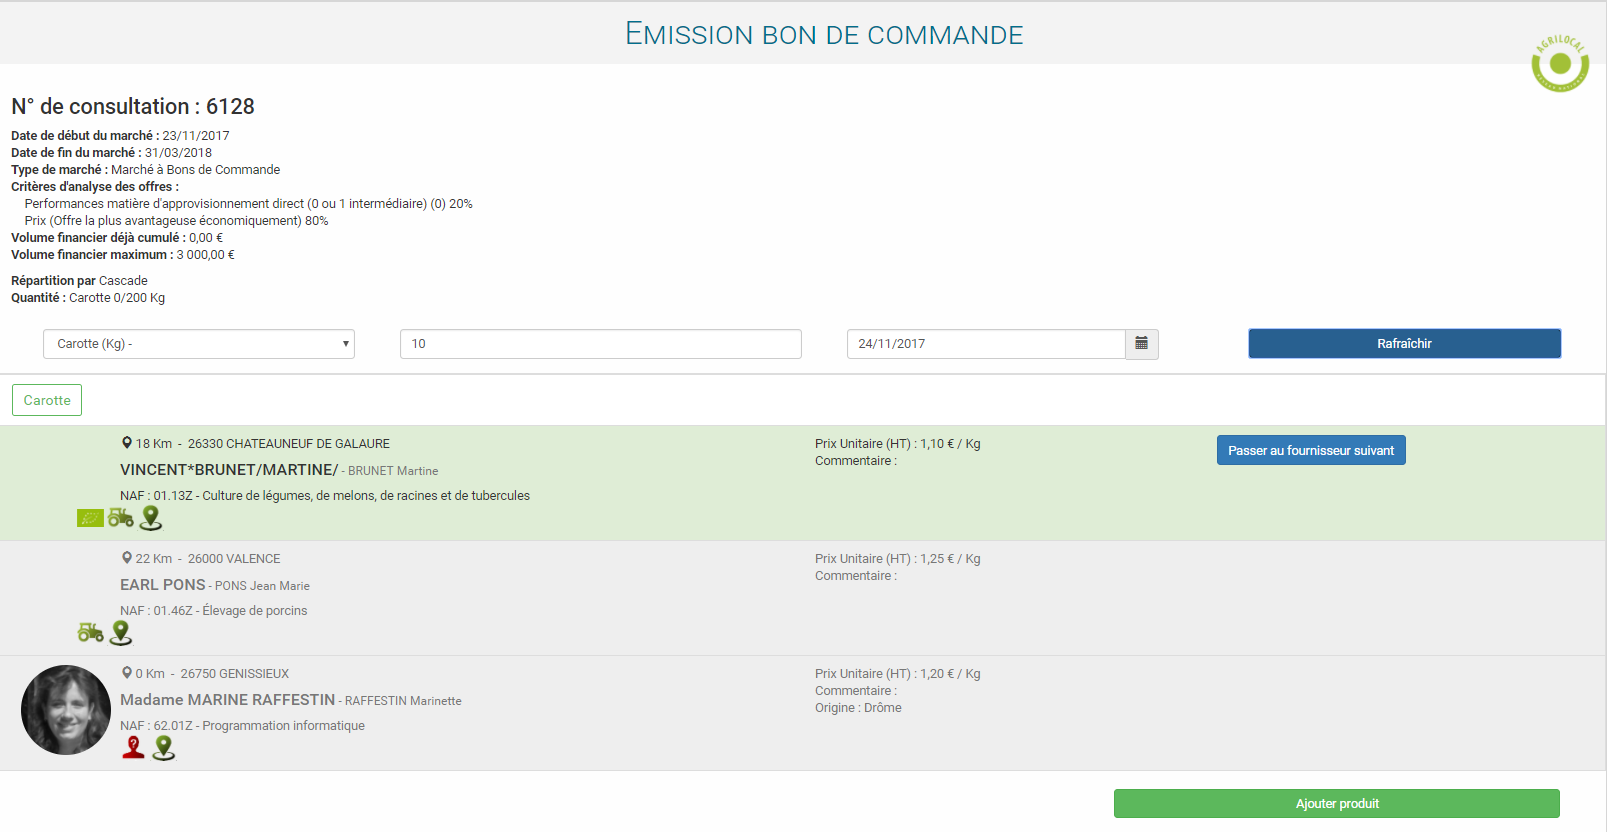 EMISSION BON DE COMMANDE
AGRILOCAL
N° de consultation : 6128
Date de début du marché : 23/11/2017
Date de fin du marché : 31/03/2018
Type de marché : Marché à Bons de Commande
Critères d'analyse des offres :
Performances matière d'approvisionnement direct (0 ou 1 intermédiaire) (0) 20%
Prix (Offre la plus avantageuse économiquement) 80%
Volume financier déjà cumulé : 0,00 €
Volume financier maximum : 3 000,00 €
Répartition par Cascade
Quantité : Carotte 0/200 Kg
Carotte (Kg) -
10
24/11/2017
Rafraîchir
Carotte
18 Km - 26330 CHATEAUNEUF DE GALAURE
VINCENT*BRUNET/MARTINE/ - BRUNET Martine
NAF : 01.13Z - Culture de légumes, de melons, de racines et de tubercules
Prix Unitaire (HT) : 1,10 € / Kg
Commentaire :
Passer au fournisseur suivant
22 Km - 26000 VALENCE
EARL PONS - PONS Jean Marie
NAF : 01.46Z - Élevage de porcins
Prix Unitaire (HT) : 1,25 € / Kg
Commentaire :
0 Km - 26750 GENISSIEUX
Madame MARINE RAFFESTIN - RAFFESTIN Marinette
NAF : 62.01Z - Programmation informatique
Prix Unitaire (HT) : 1,20 € / Kg
Commentaire :
Origine : Drôme
Ajouter produit